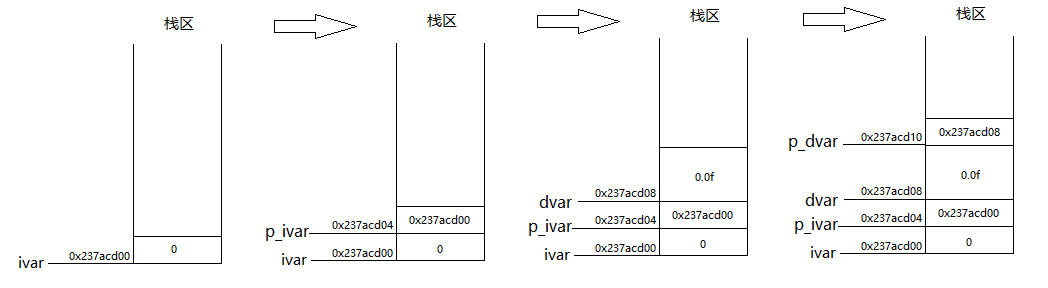 栈区
ivar 0x237acd00 0
栈区
p_ivar 0x237acd04 0x237acd00
ivar 0x237acd00 0
栈区
0.0f
dvar 0x237acd08
p_ivar 0x237acd04 0x237acd00
ivar 0x237acd00 0
栈区
p_dvar 0x237acd10 0x237acd08
0.0f
dvar 0x237acd08
p_ivar 0x237acd04 0x237acd00
ivar 0x237acd00 0